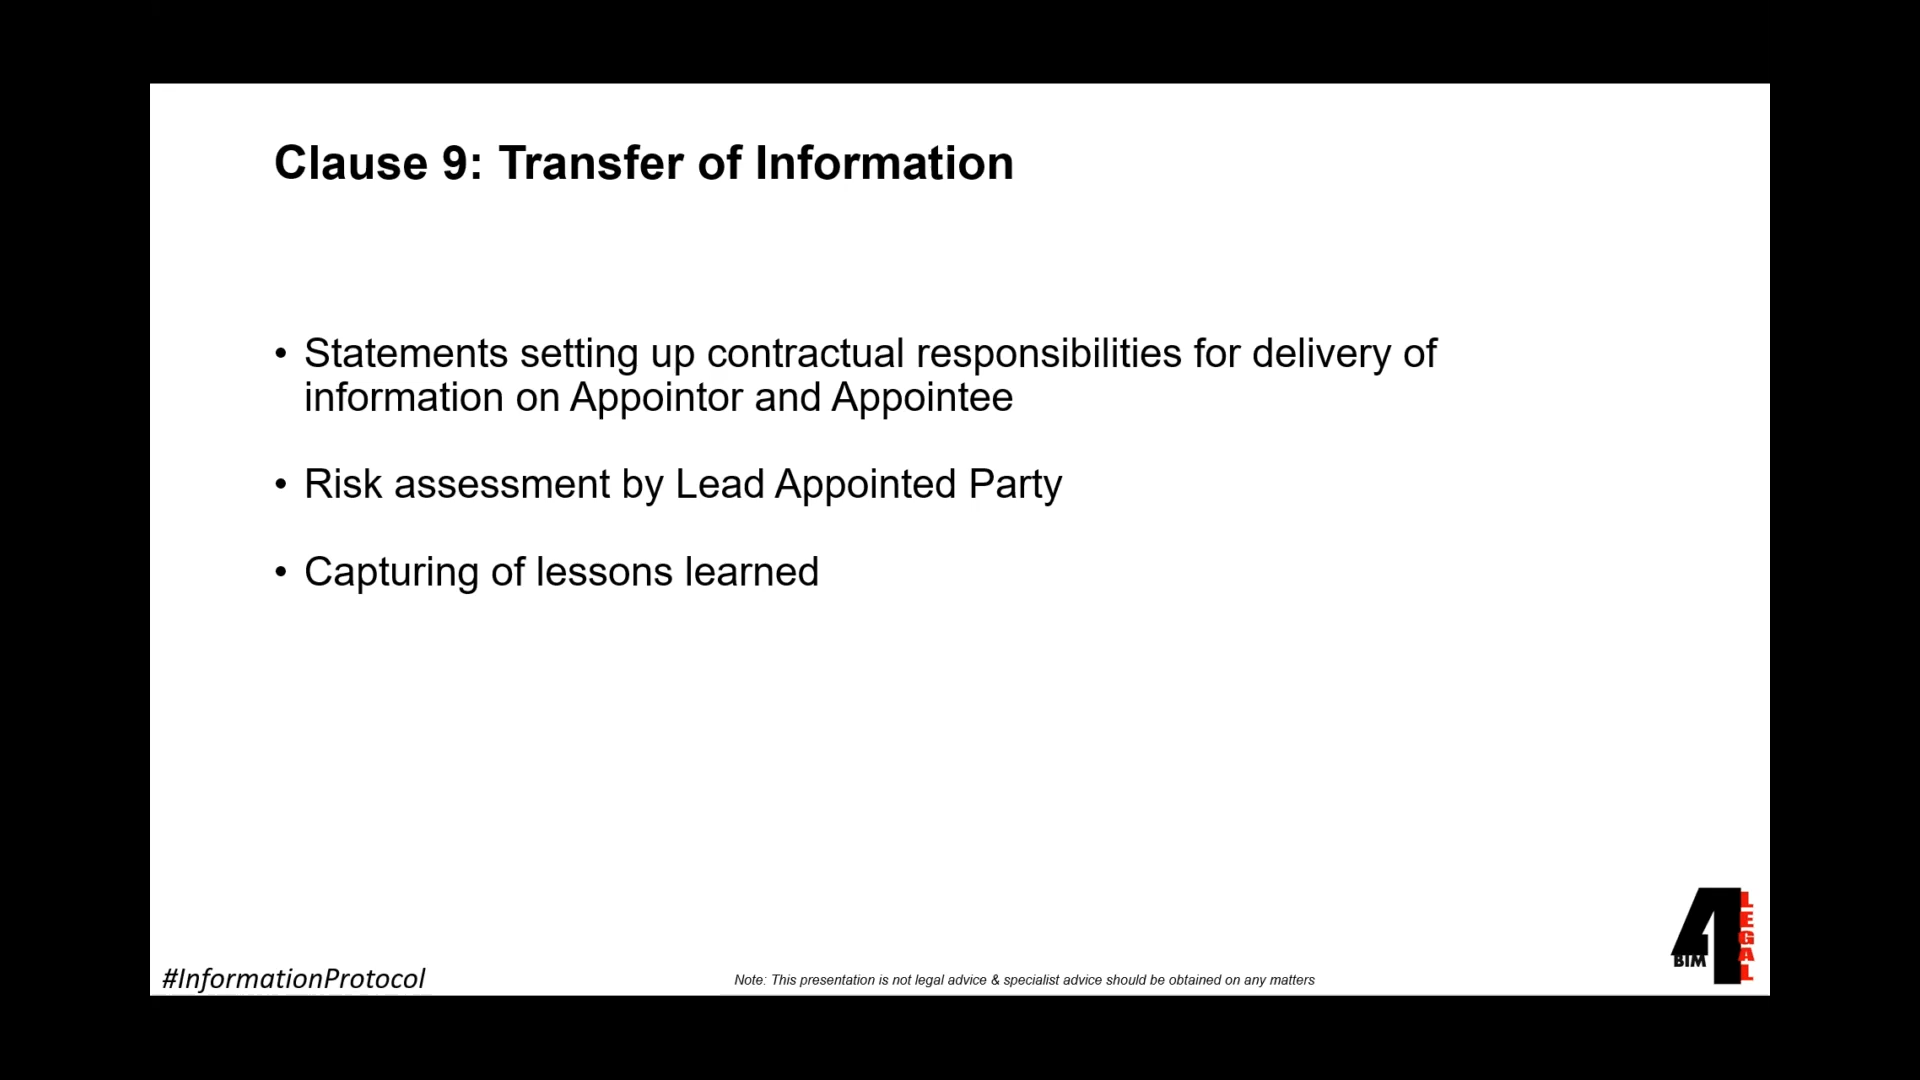 Clause 9: Transfer of Information
• Statements setting up contractual responsibilities for delivery of
information on Appointor and Appointee
• Risk assessment by Lead Appointed Party
• Capturing of lessons learned
#InformationProtocol
Note: This presentation is not legal advice & specialist advice should be obtained on any matters
4
BIM
LEGAL